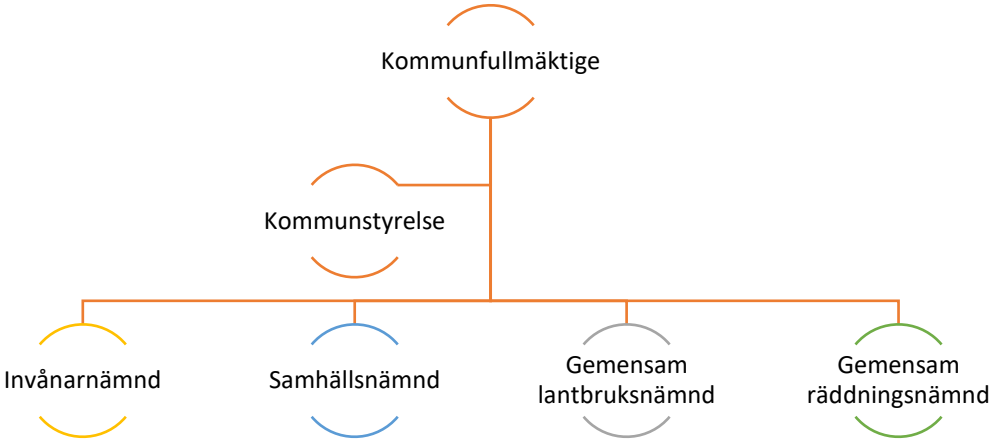 Kommunfullmäktige
Kommunstyrelse
Invånarnämnd
Samhällsnämnd
Gemensam
lantbruksnämnd
Gemensam
räddningsnämnd